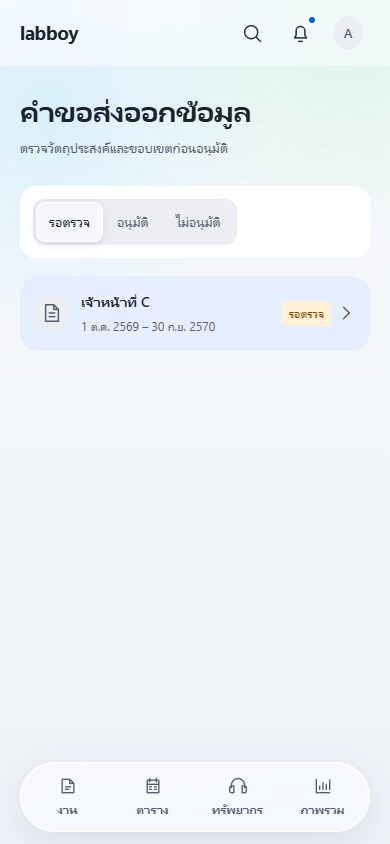 labboy
A
คำขอส่งออกข้อมูล
ตรวจวัตถุประสงค์และขอบเขตก่อนอนุมัติ
รอตรวจ
อนุมัติ
ไม่อนุมัติ
เจ้าหน้าที่ C
1 ต.ค. 2569 – 30 ก.ย. 2570
รอตรวจ
งาน
ตาราง
ทรัพยากร
ภาพรวม